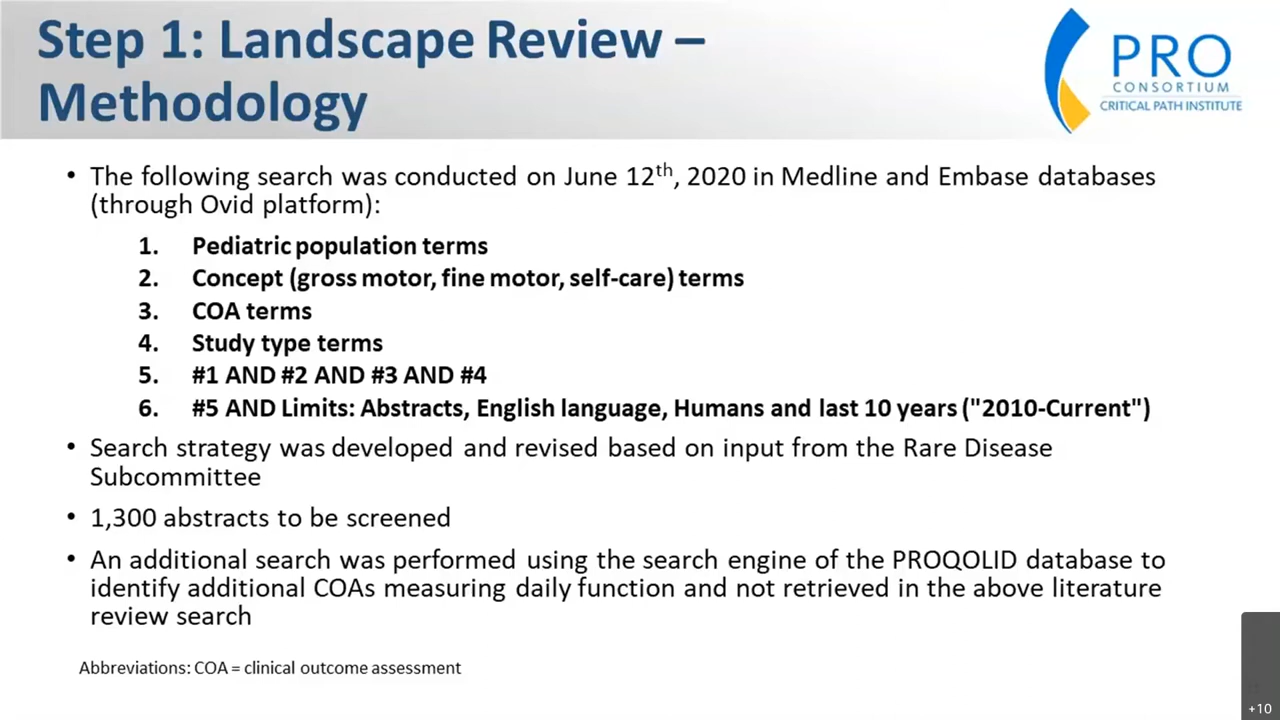 Step 1: Landscape Review –
Methodology
PRO
CONSORTIUM
CRITICAL PATH INSTITUTE
• The following search was conducted on June 12th, 2020 in Medline and Embase databases
(through Ovid platform):
1. Pediatric population terms
2. Concept (gross motor, fine motor, self-care) terms
3. COA terms
4. Study type terms
5. #1 AND #2 AND #3 AND #4
6. #5 AND Limits: Abstracts, English language, Humans and last 10 years ("2010-Current")
• Search strategy was developed and revised based on input from the Rare Disease
Subcommittee
• 1,300 abstracts to be screened
• An additional search was performed using the search engine of the PROQOLID database to
identify additional COAs measuring daily function and not retrieved in the above literature
review search
Abbreviations: COA = clinical outcome assessment
+10